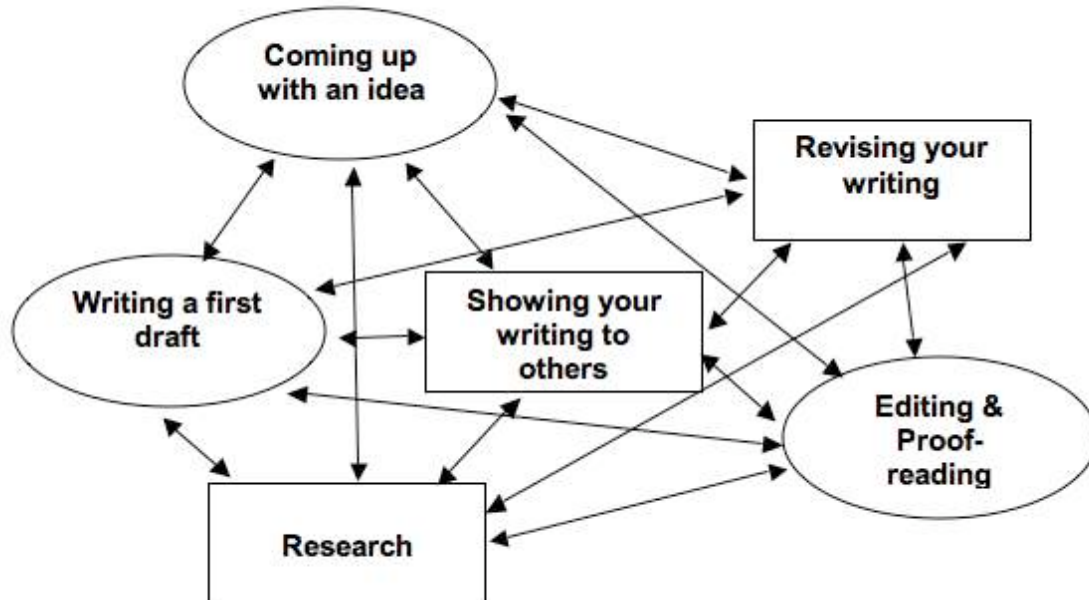 Coming up
with an idea
Revising your
writing
Writing a first
draft
Showing your
writing to
others
Editing &
Proof-
reading
Research